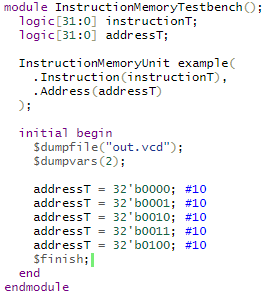 module InstructionMemoryTestbench();
  logic[31:0] instructionT;
  logic[31:0] addressT;

  InstructionMemoryUnit example(
    .Instruction(instructionT),
    .Address(addressT)
  );

  initial begin
    $dumpfile("out.vcd");
    $dumpvars(2);

    addressT = 32'b0000; #10
    addressT = 32'b0001; #10
    addressT = 32'b0010; #10
    addressT = 32'b0011; #10
    addressT = 32'b0100; #10
    $finish;
  end
endmodule